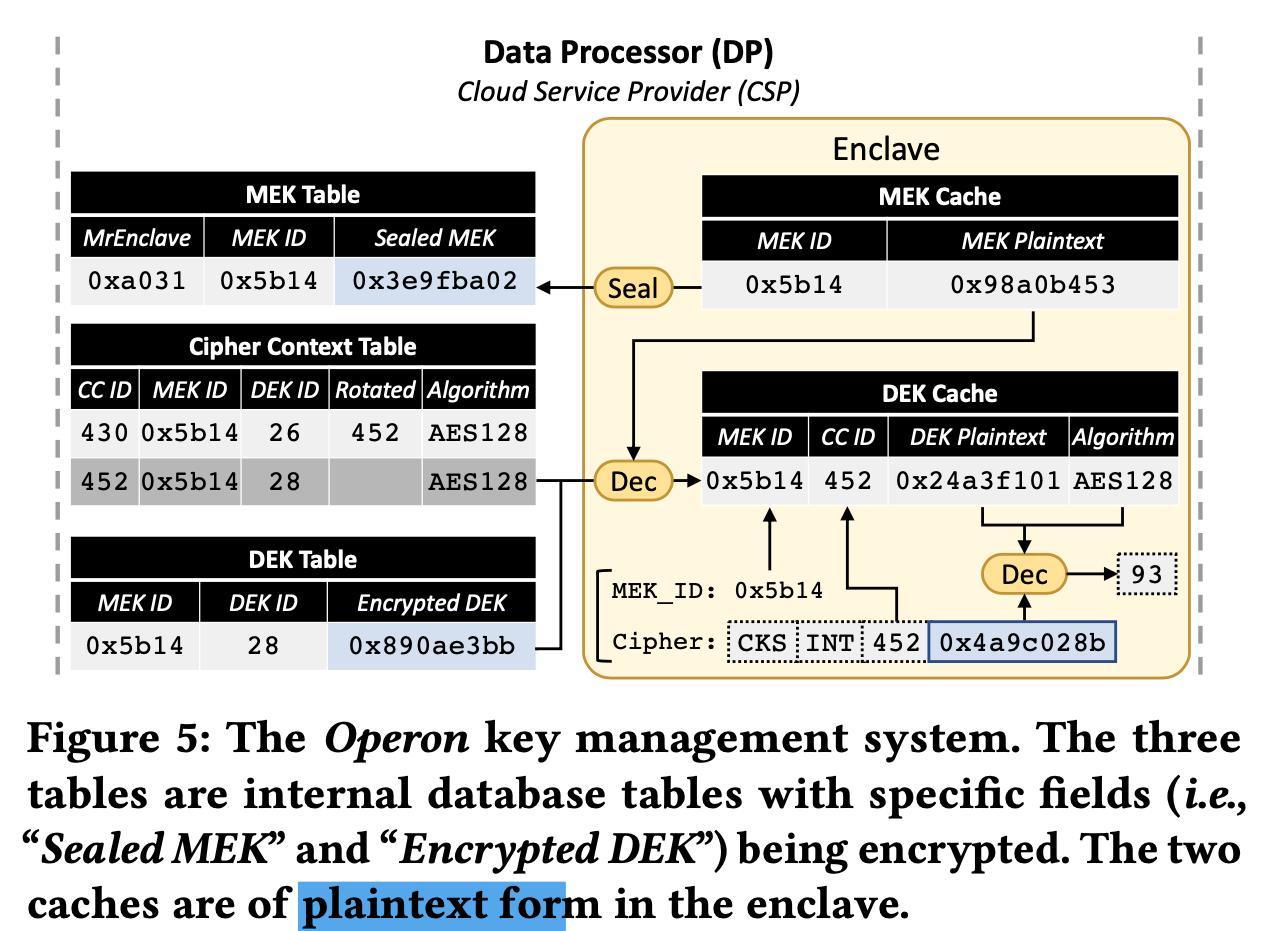 Data Processor (DP)
Cloud Service Provider (CSP)
Enclave
MEK Table
MrEnclave MEK ID Sealed MEK
0xa031 0x5b14 0x3e9fba02
Seal
MEK Cache
MEK ID MEK Plaintext
0x5b14 0x98a0b453
Cipher Context Table
CC ID MEK ID DEK ID Rotated Algorithm
430 0x5b14 26 452 AES128
452 0x5b14 28 AES128
Dec
DEK Cache
MEK ID CC ID DEK Plaintext Algorithm
0x5b14 452 0x24a3f101 AES128
DEK Table
MEK ID DEK ID Encrypted DEK
0x5b14 28 0x890ae3bb
Dec 93
MEK_ID: 0x5b14
Cipher: CKS INT 452 0x4a9c028b
Figure 5: The Operon key management system. The three
tables are internal database tables with specific fields (i.e.,
“Sealed MEK” and “Encrypted DEK”) being encrypted. The two
caches are of plaintext form in the enclave.